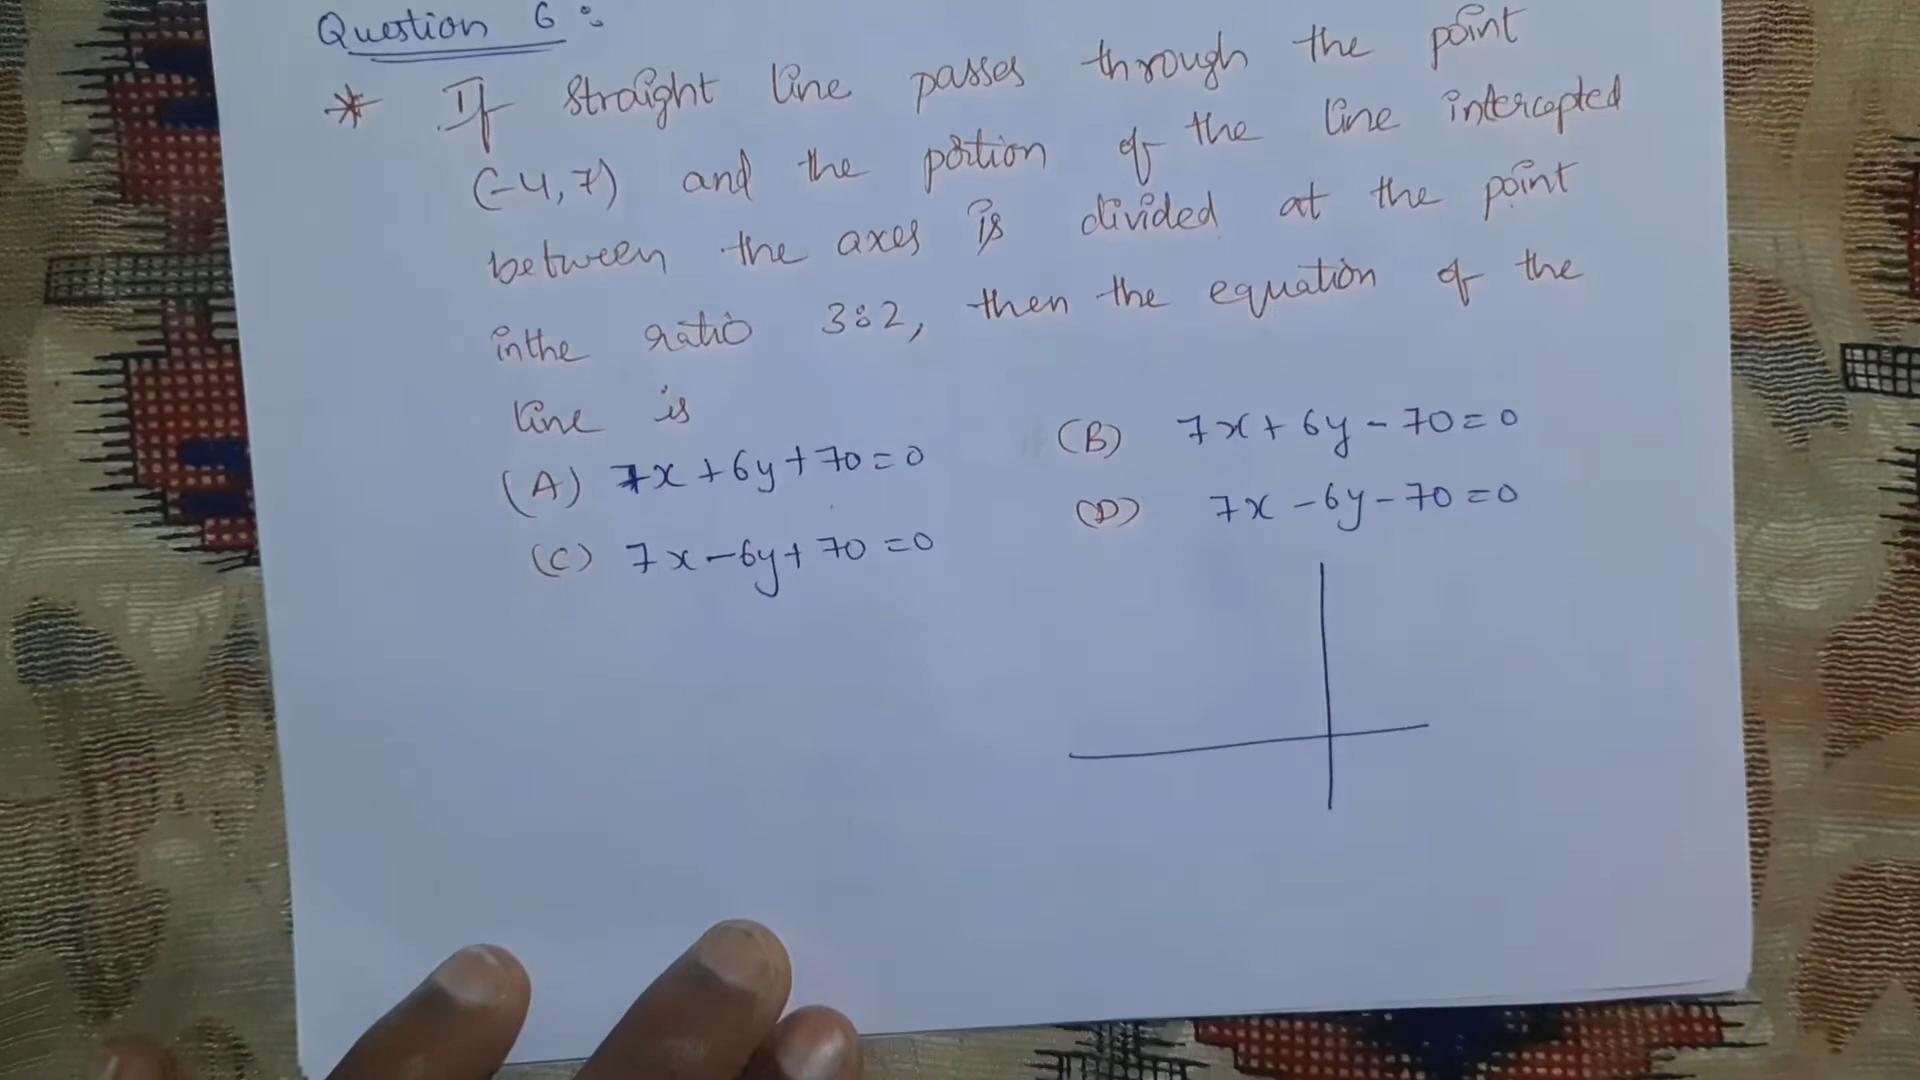 Question 6:
* If straight line passes through the point
(-4,7) and the portion of the line intercepted
between the axes is divided at the point
in the ratio 3:2, then the equation of the
line is
(A) 7x+6y+70=0 (B) 7x+6y-70=0
(C) 7x-6y+70=0 (D) 7x-6y-70=0